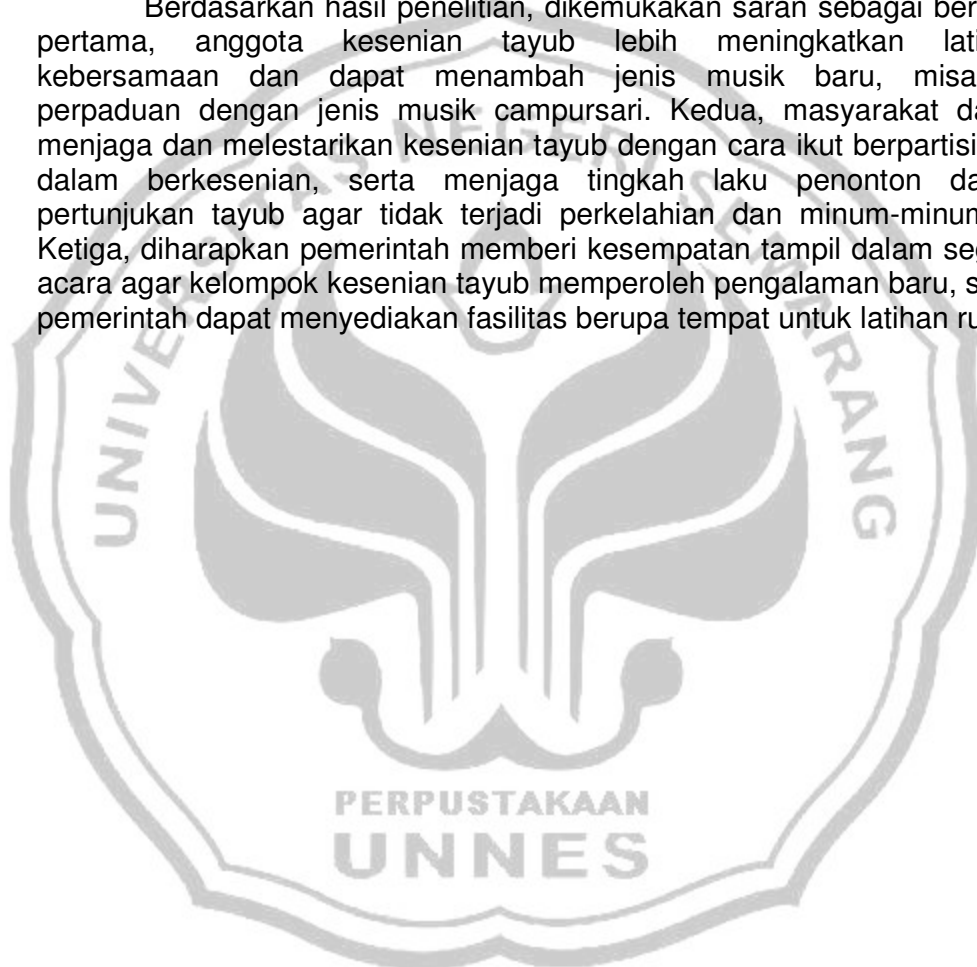 Berdasarkan hasil penelitian, dikemukakan saran sebagai ber
pertama, anggota kesenian tayub lebih meningkatkan lati
kebersamaan dan dapat menambah jenis musik baru, misa
perpaduan dengan jenis musik campursari. Kedua, masyarakat da
menjaga dan melestarikan kesenian tayub dengan cara ikut berpartisi
dalam berkesenian, serta menjaga tingkah laku penonton da
pertunjukan tayub agar tidak terjadi perkelahian dan minum-minum
Ketiga, diharapkan pemerintah memberi kesempatan tampil dalam seg
acara agar kelompok kesenian tayub memperoleh pengalaman baru, s
pemerintah dapat menyediakan fasilitas berupa tempat untuk latihan ru
UNIVERSITAS NEGERI SEMARANG
PERPUSTAKAAN
UNNES